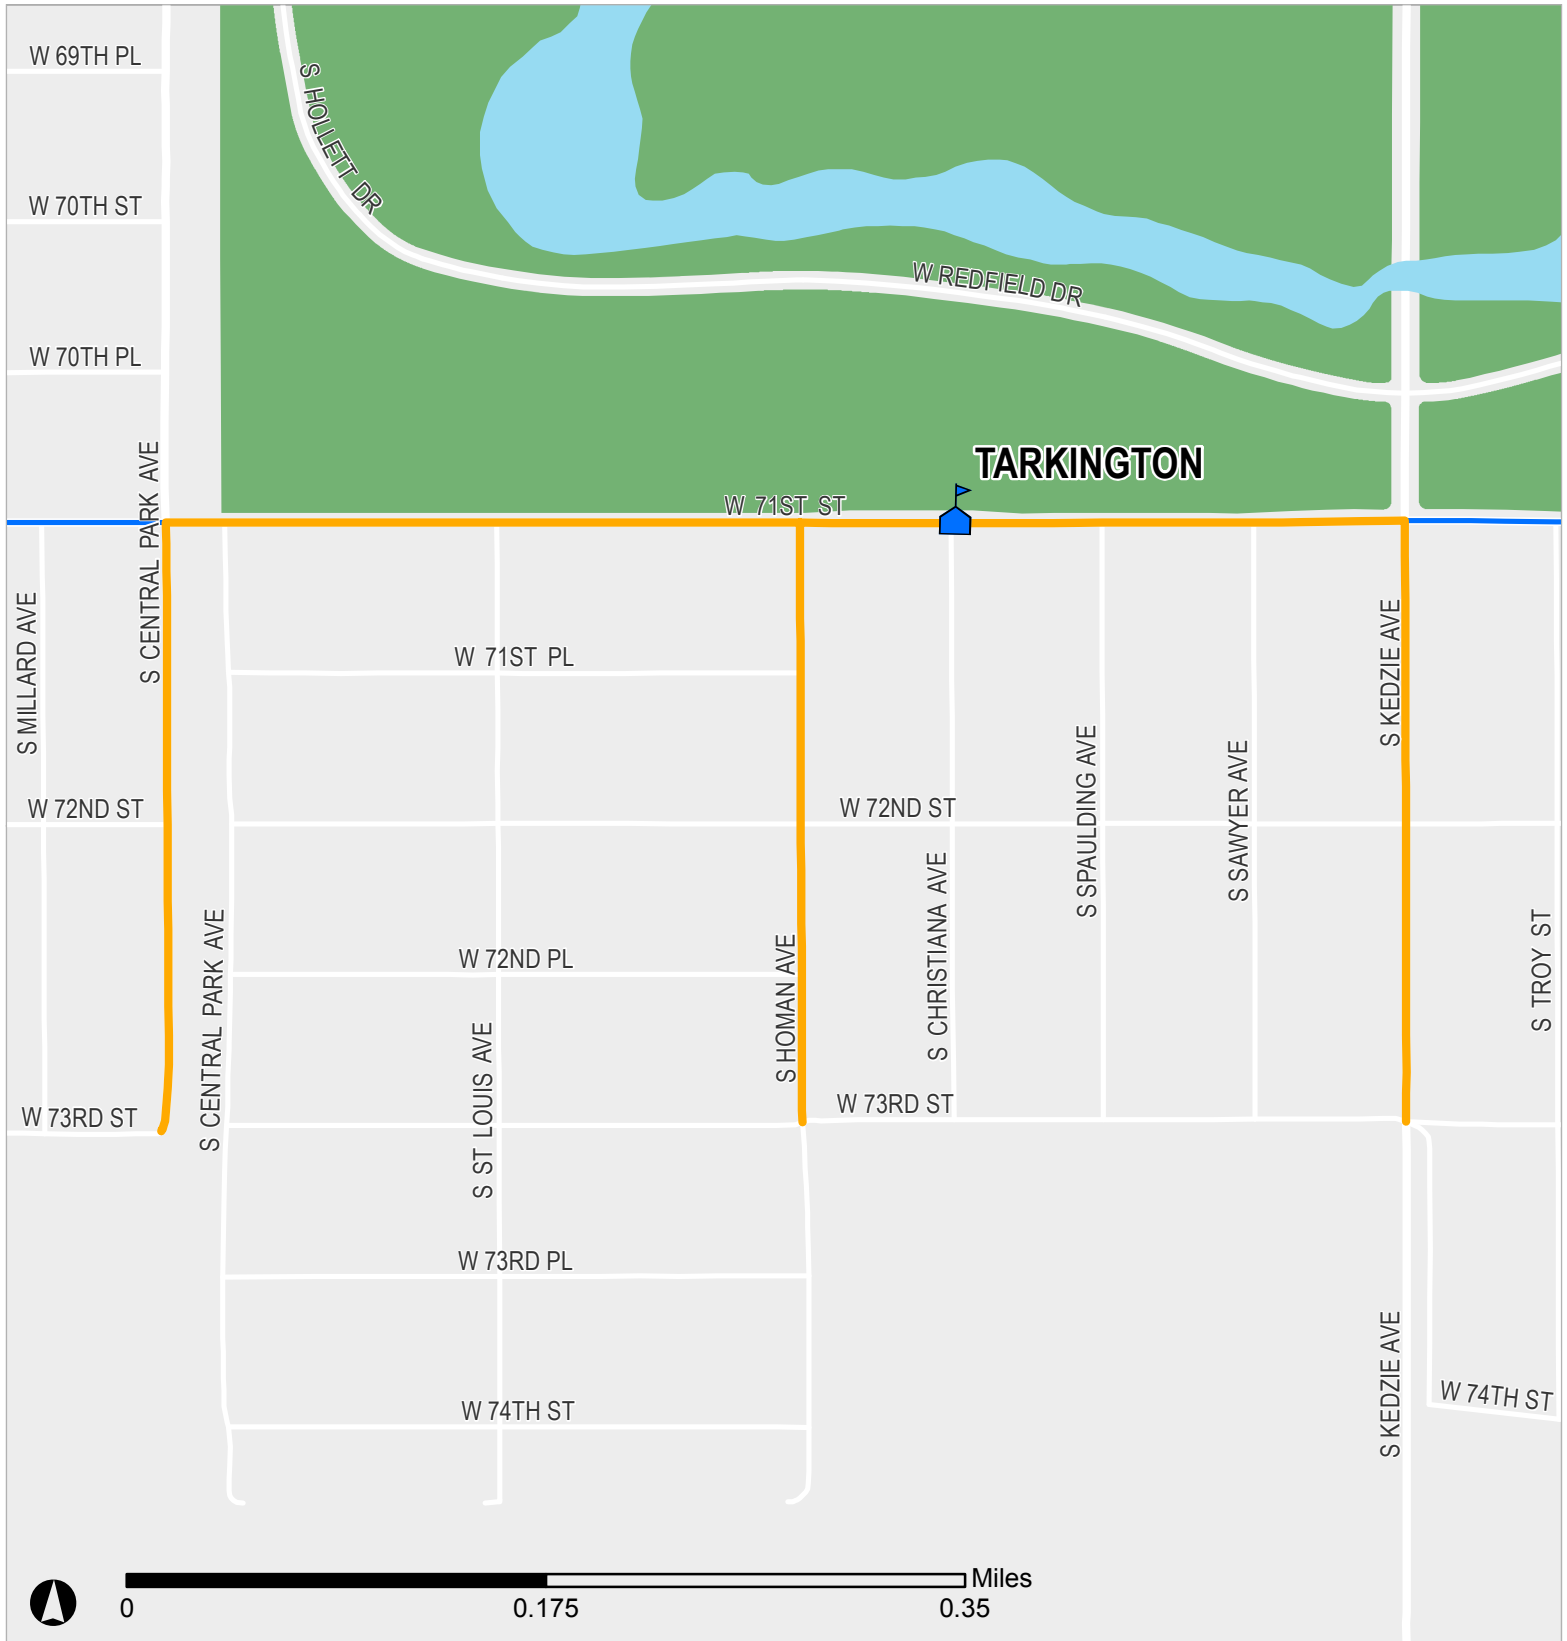 W 69TH PL
S HOLLETT DR
W 70TH ST
W REDFIELD DR
W 70TH PL
TARKINGTON
W 71ST ST
S CENTRAL PARK AVE
S MILLARD AVE
W 71ST PL
S KEDZIE AVE
W 72ND ST
W 72ND ST
S SPAULDING AVE
S SAWYER AVE
S CHRISTIANA AVE
S CENTRAL PARK AVE
W 72ND PL
S HOMAN AVE
S TROY ST
S ST LOUIS AVE
W 73RD ST
W 73RD ST
W 73RD PL
S KEDZIE AVE
W 74TH ST
W 74TH ST
Miles
0
0.175
0.35